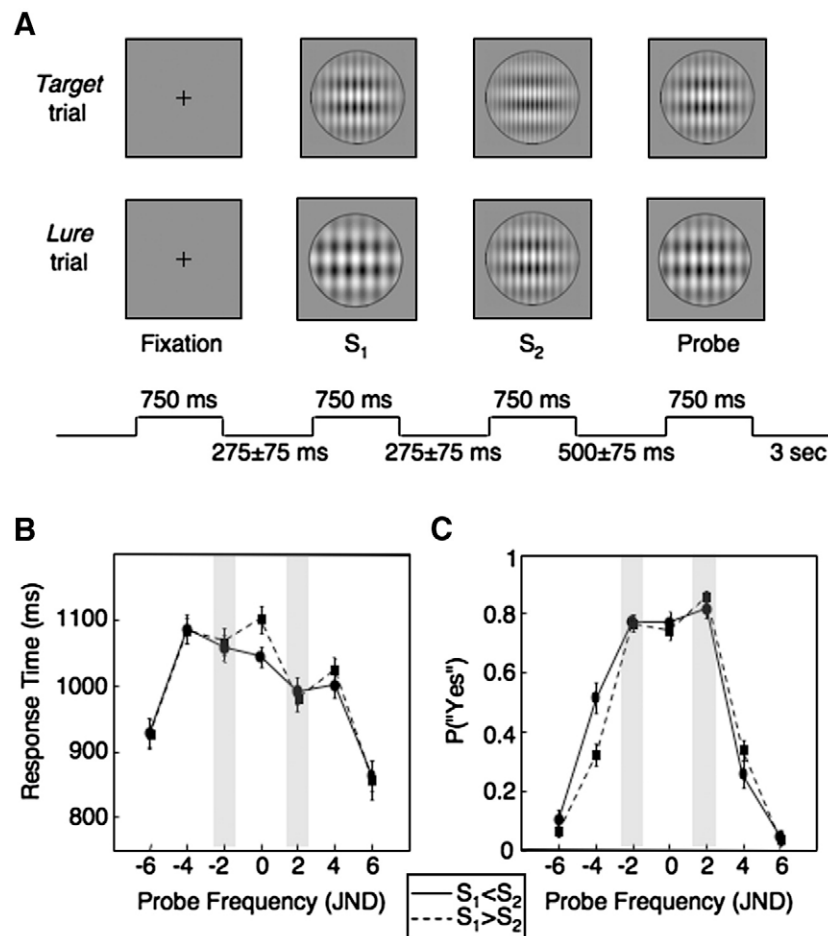 A
Target
trial
Lure
trial
Fixation S₁ S₂ Probe
750 ms 750 ms 750 ms 750 ms
275±75 ms 275±75 ms 500±75 ms 3 sec
B
Response Time (ms)
1100
1000
900
800
-6 -4 -2 0 2 4 6
Probe Frequency (JND)
C
P("Yes")
1
0.8
0.6
0.4
0.2
0
-6 -4 -2 0 2 4 6
Probe Frequency (JND)
S₁<S₂
S₁>S₂